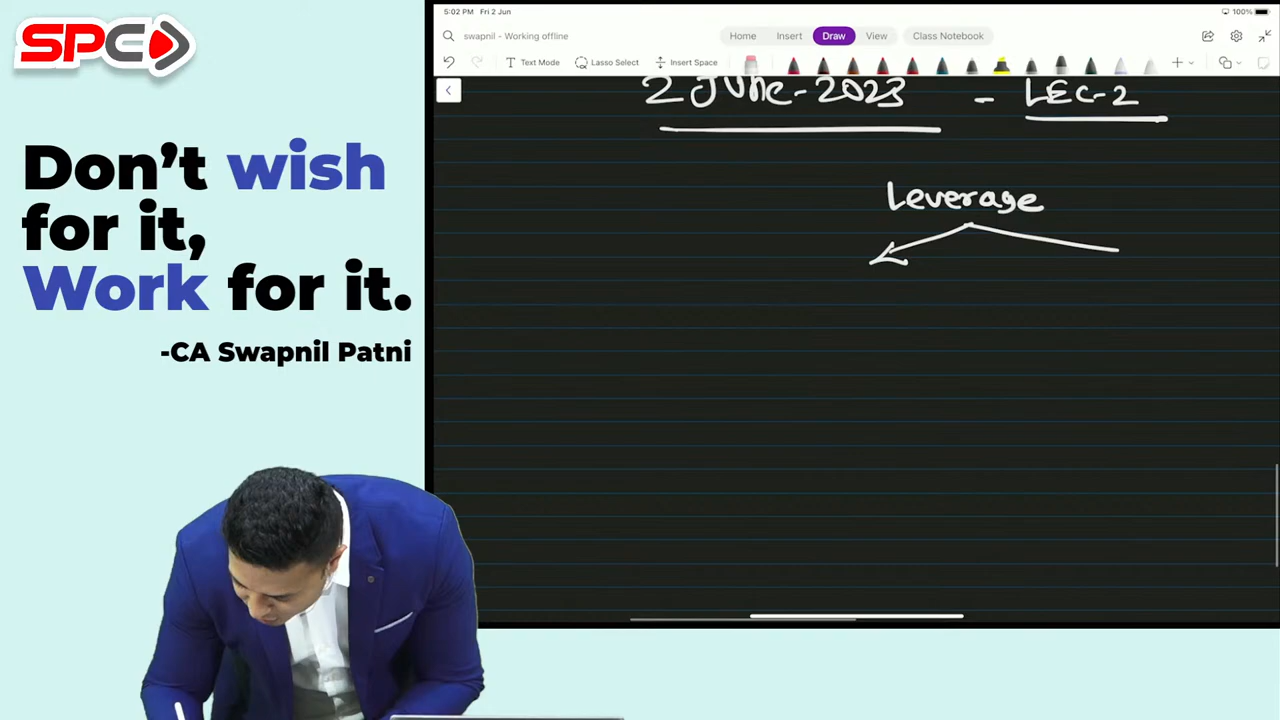 SPC
Don't wish
for it,
Work for it.
-CA Swapnil Patni
5:02 PM Fri 2 Jun
100%
swapnil - Working offline
Home Insert Draw View Class Notebook
Text Mode Lasso Select Insert Space
2 June-2023 - LEC-2
Leverage